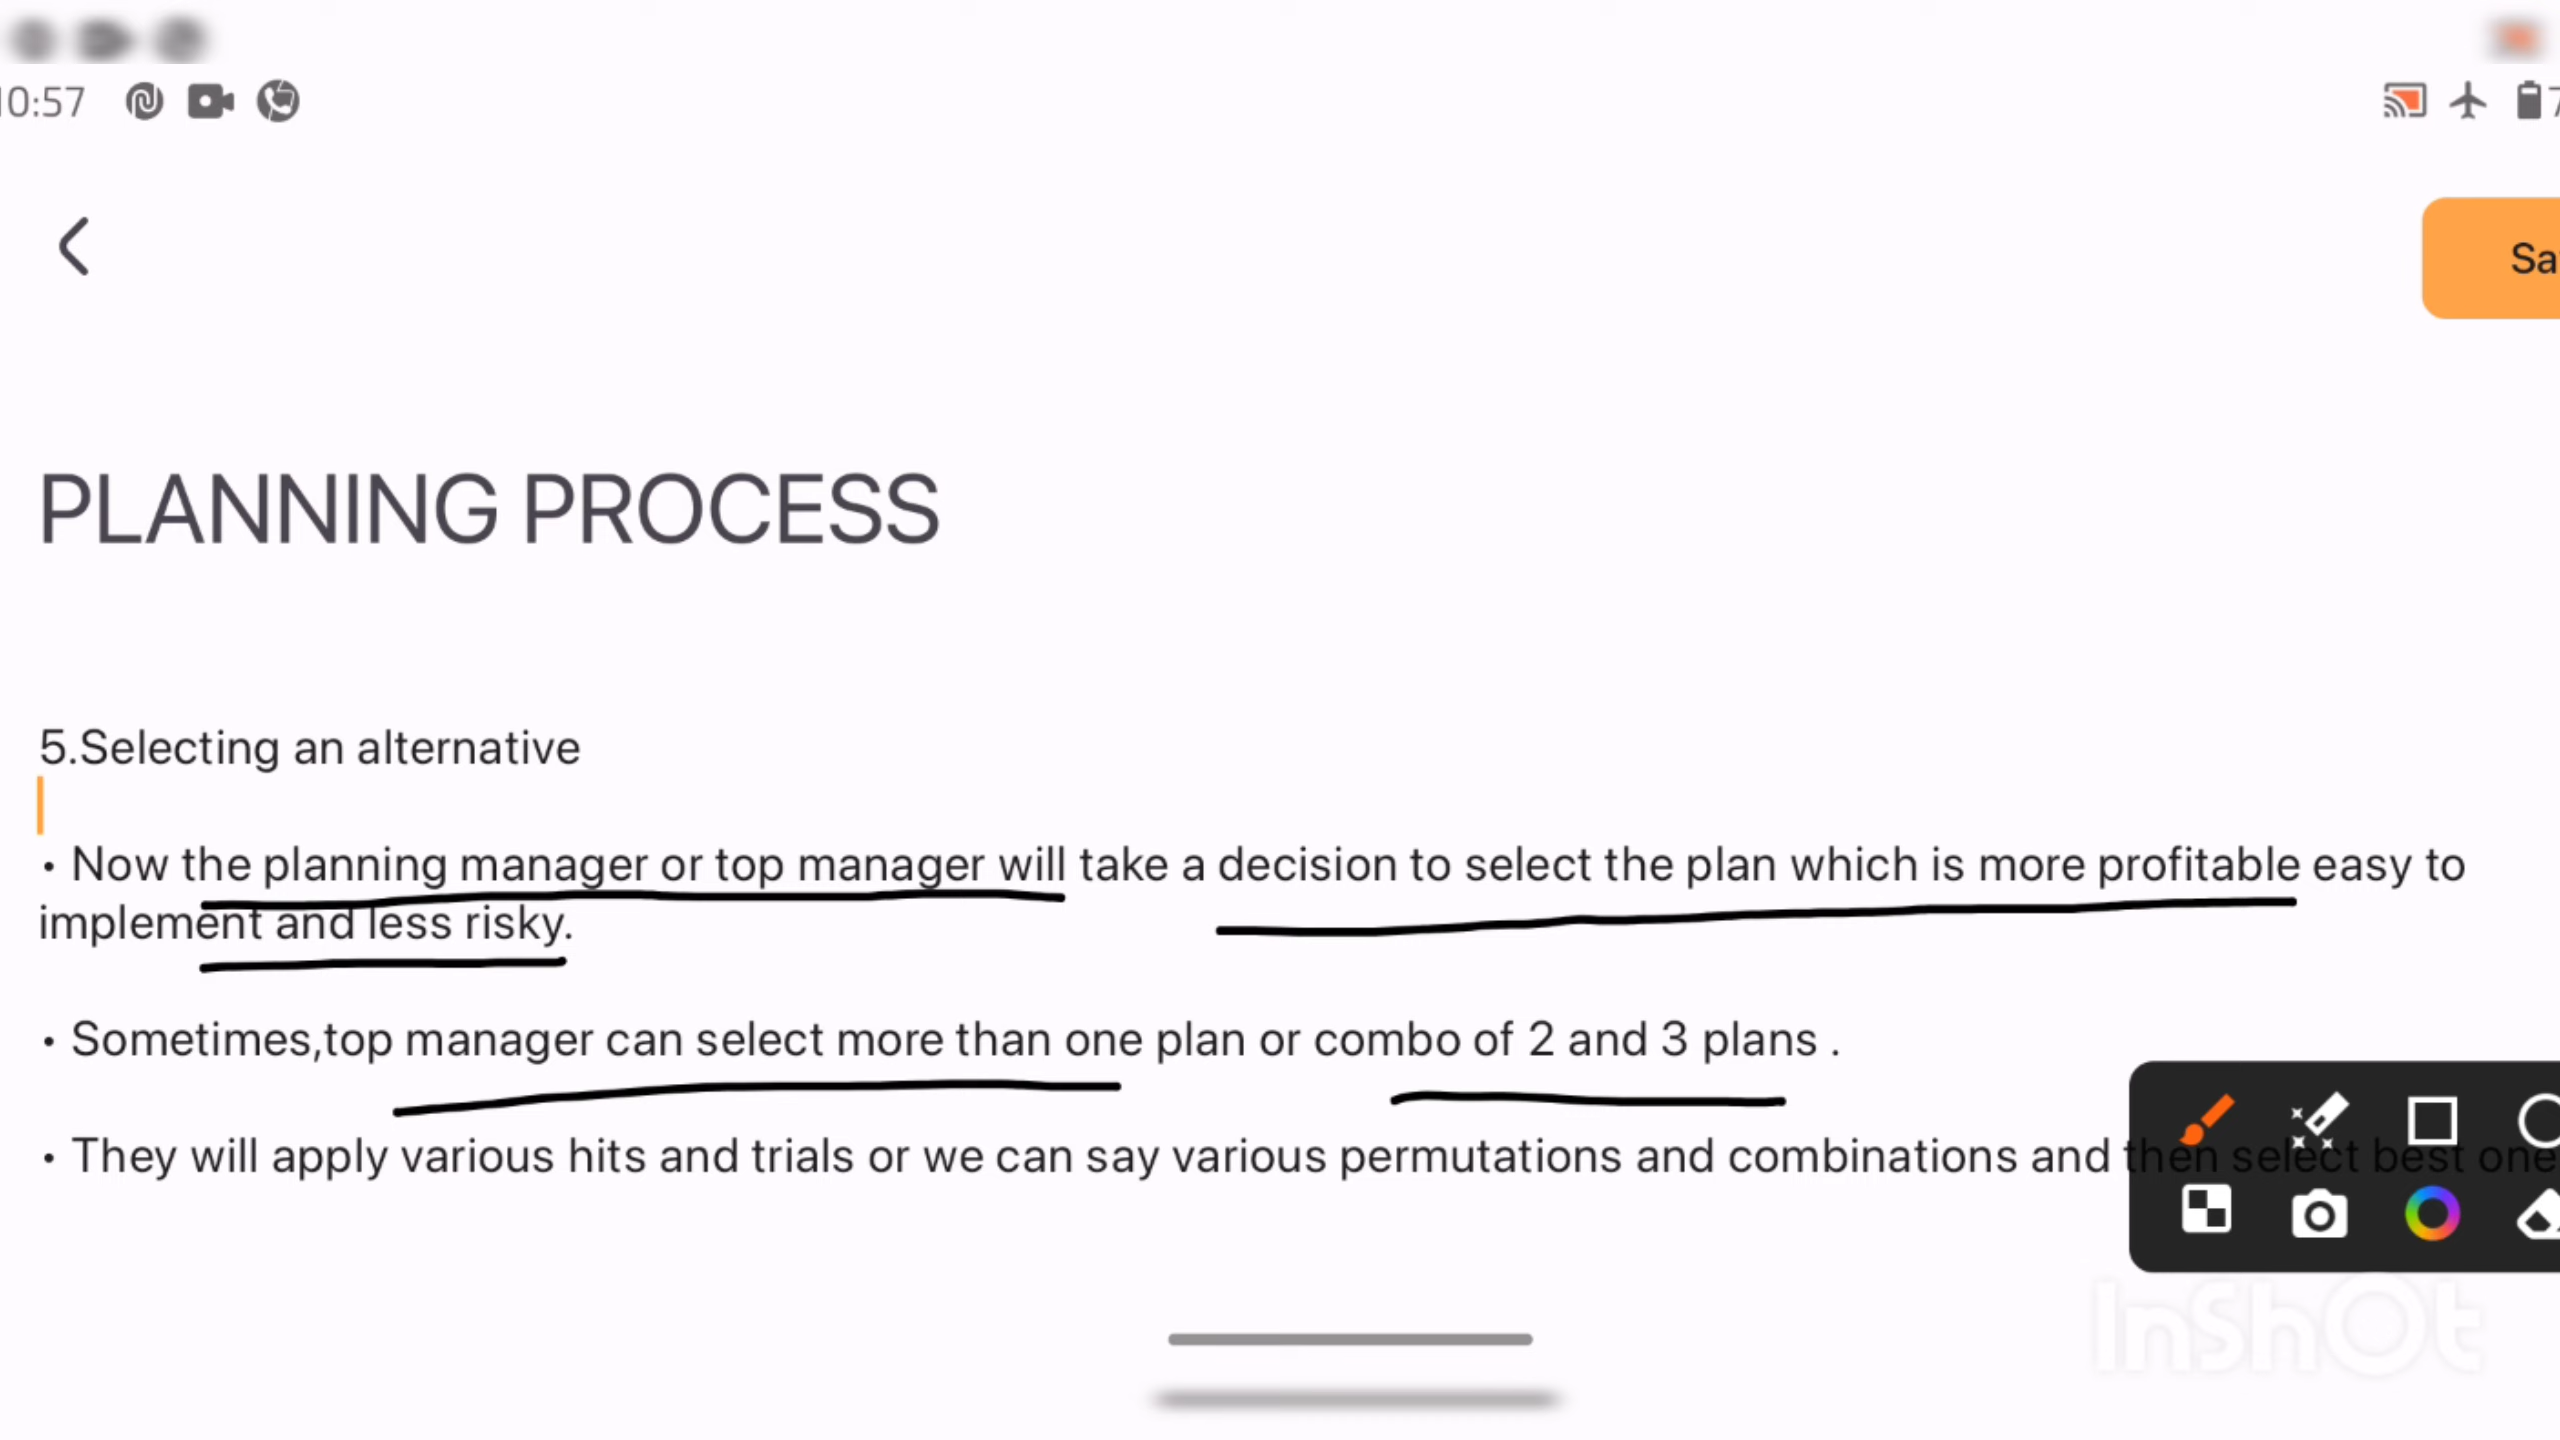 10:57
Sa
PLANNING PROCESS
5.Selecting an alternative
• Now the planning manager or top manager will take a decision to select the plan which is more profitable easy to
implement and less risky.
• Sometimes,top manager can select more than one plan or combo of 2 and 3 plans .
• They will apply various hits and trials or we can say various permutations and combinations and then select best one
InShOt